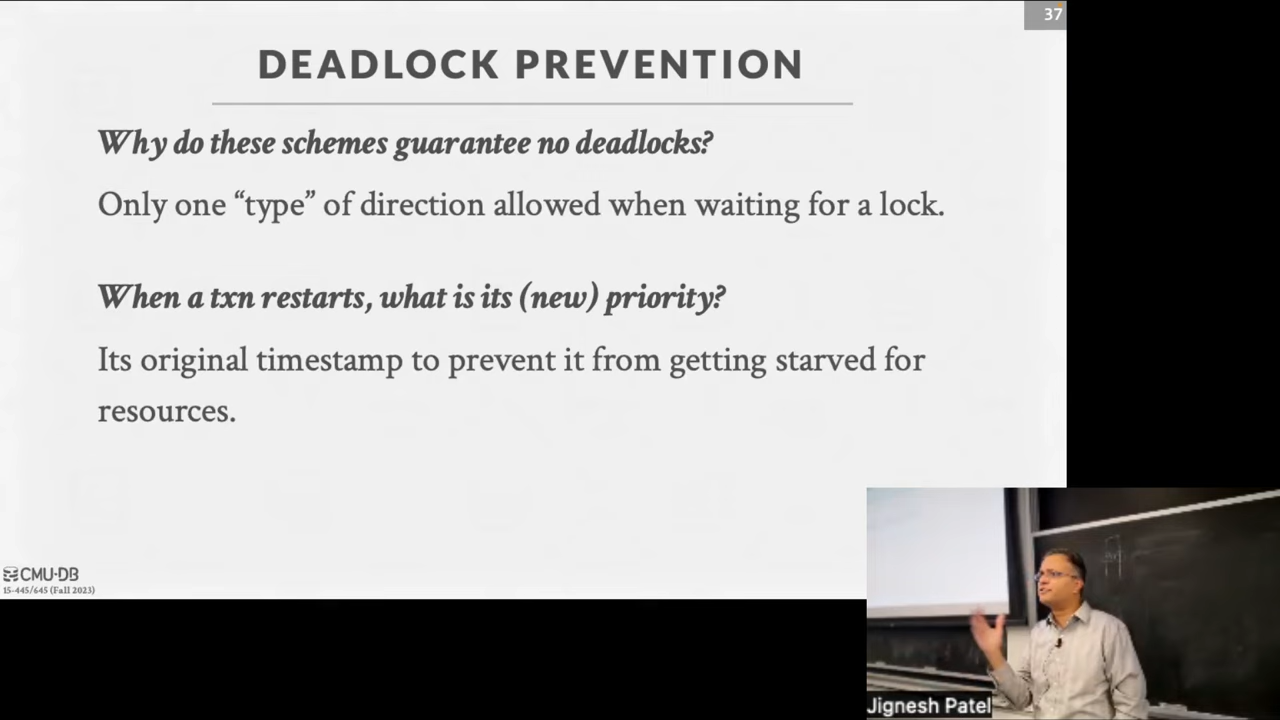 37
DEADLOCK PREVENTION
Why do these schemes guarantee no deadlocks?
Only one “type” of direction allowed when waiting for a lock.
When a txn restarts, what is its (new) priority?
Its original timestamp to prevent it from getting starved for
resources.
CMU·DB
15-445/645 (Fall 2023)
Jignesh Patel